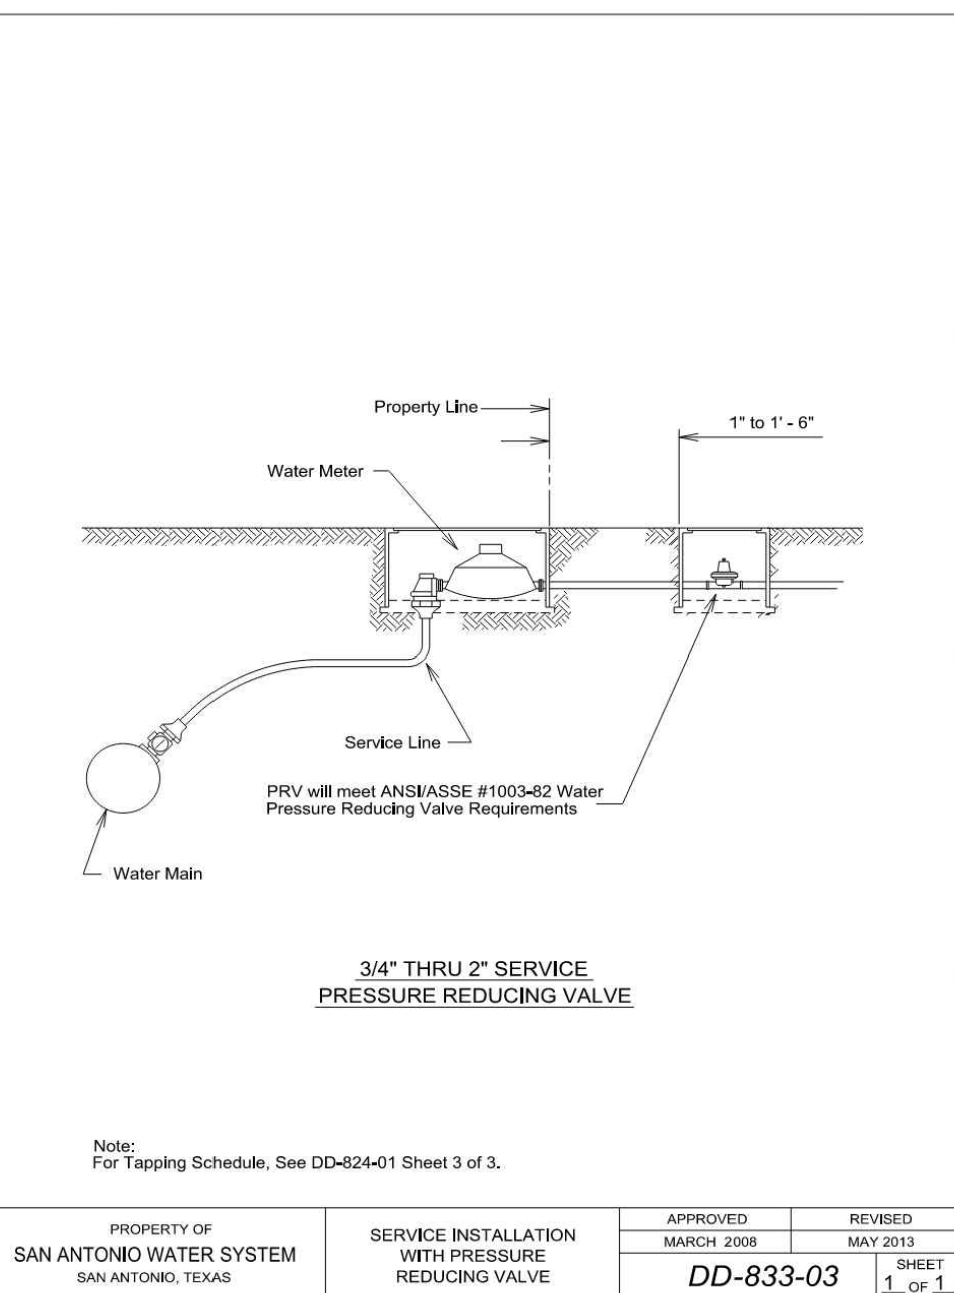 Property Line
1" to 1' - 6"
Water Meter
Service Line
PRV will meet ANSI/ASSE #1003-82 Water
Pressure Reducing Valve Requirements
Water Main
3/4" THRU 2" SERVICE
PRESSURE REDUCING VALVE
Note:
For Tapping Schedule, See DD-824-01 Sheet 3 of 3.
PROPERTY OF
SAN ANTONIO WATER SYSTEM
SAN ANTONIO, TEXAS
SERVICE INSTALLATION
WITH PRESSURE
REDUCING VALVE
APPROVED
MARCH 2008
REVISED
MAY 2013
DD-833-03
SHEET
1 OF 1